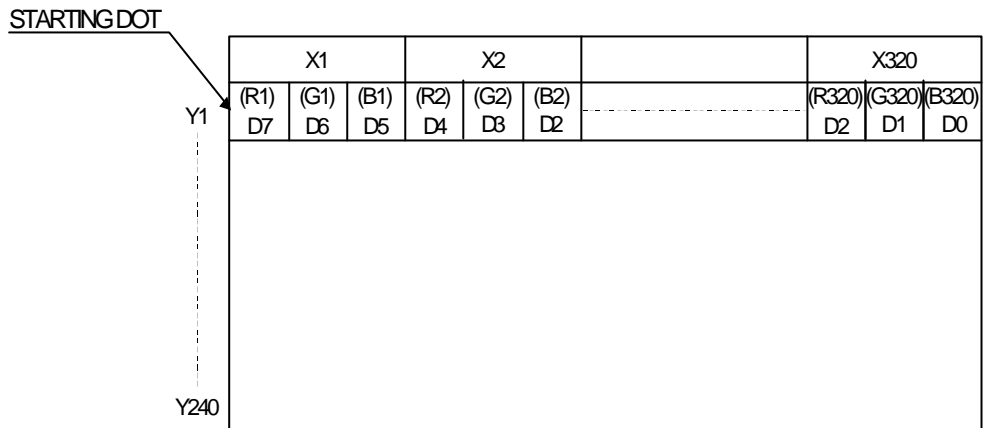 STARTING DOT
X1 X2 X320
(R1) (G1) (B1) (R2) (G2) (B2) (R320) (G320) (B320)
Y1 D7 D6 D5 D4 D3 D2 D2 D1 D0
Y240